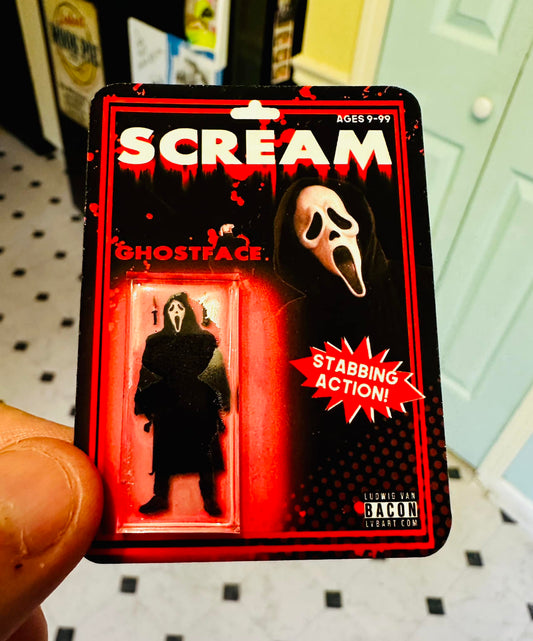 AGES 9-99
SCREAM
GHOSTFACE
STABBING
ACTION!
LUDWIG VAN
BACON
LVBART.COM